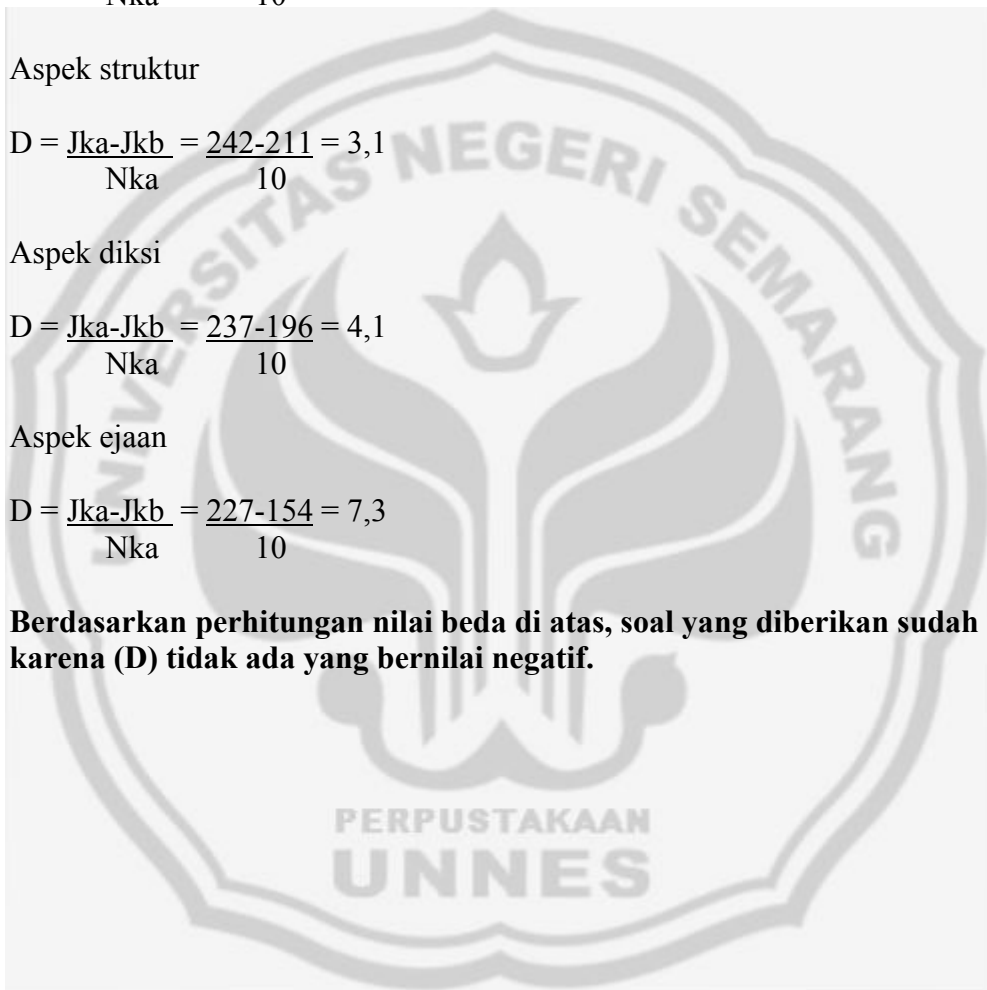 Nka 10
Aspek struktur
D = Jka-Jkb = 242-211 = 3,1
Nka 10
Aspek diksi
D = Jka-Jkb = 237-196 = 4,1
Nka 10
Aspek ejaan
D = Jka-Jkb = 227-154 = 7,3
Nka 10
Berdasarkan perhitungan nilai beda di atas, soal yang diberikan sudah
karena (D) tidak ada yang bernilai negatif.
UNIVERSITAS NEGERI SEMARANG
PERPUSTAKAAN
UNNES